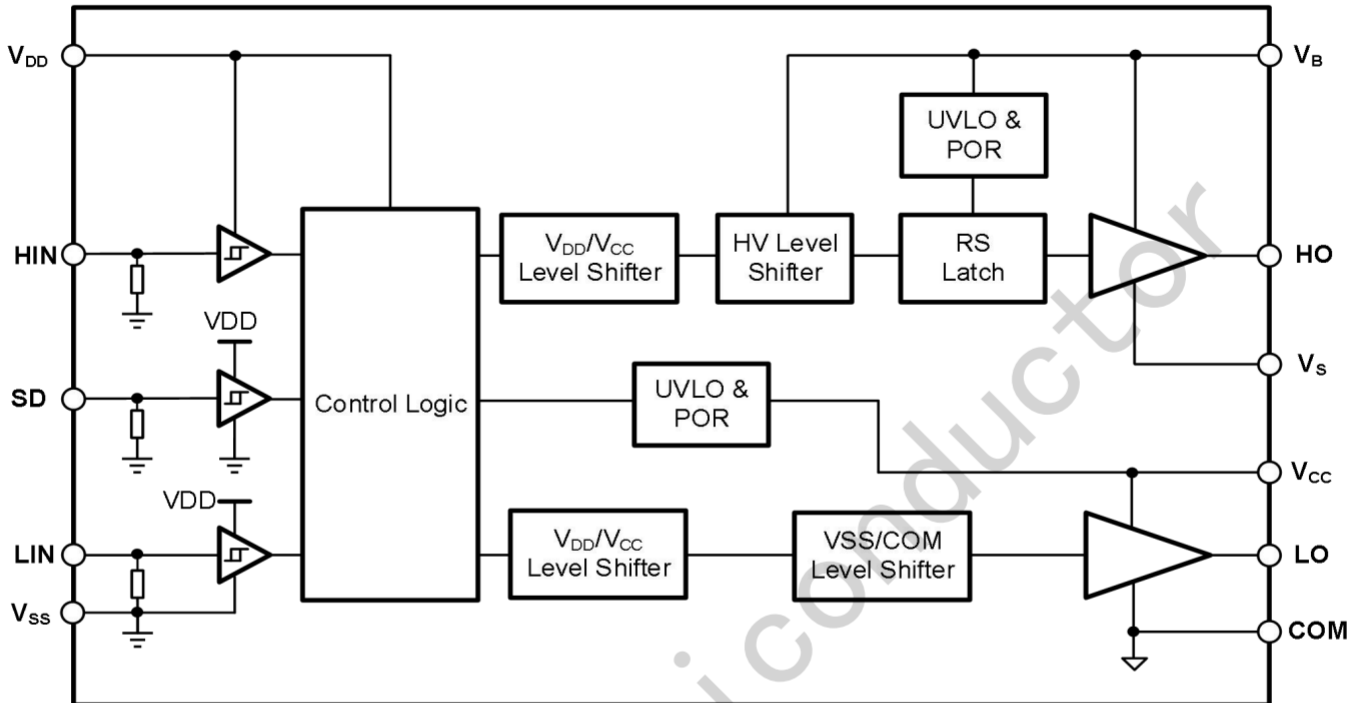 VDD
VB
UVLO &
POR
HIN
VDD/VCC
Level Shifter
HV Level
Shifter
RS
Latch
HO
VDD
VS
SD
Control Logic
UVLO &
POR
VCC
VDD
LIN
VDD/VCC
Level Shifter
VSS/COM
Level Shifter
LO
VSS
COM
iconductor